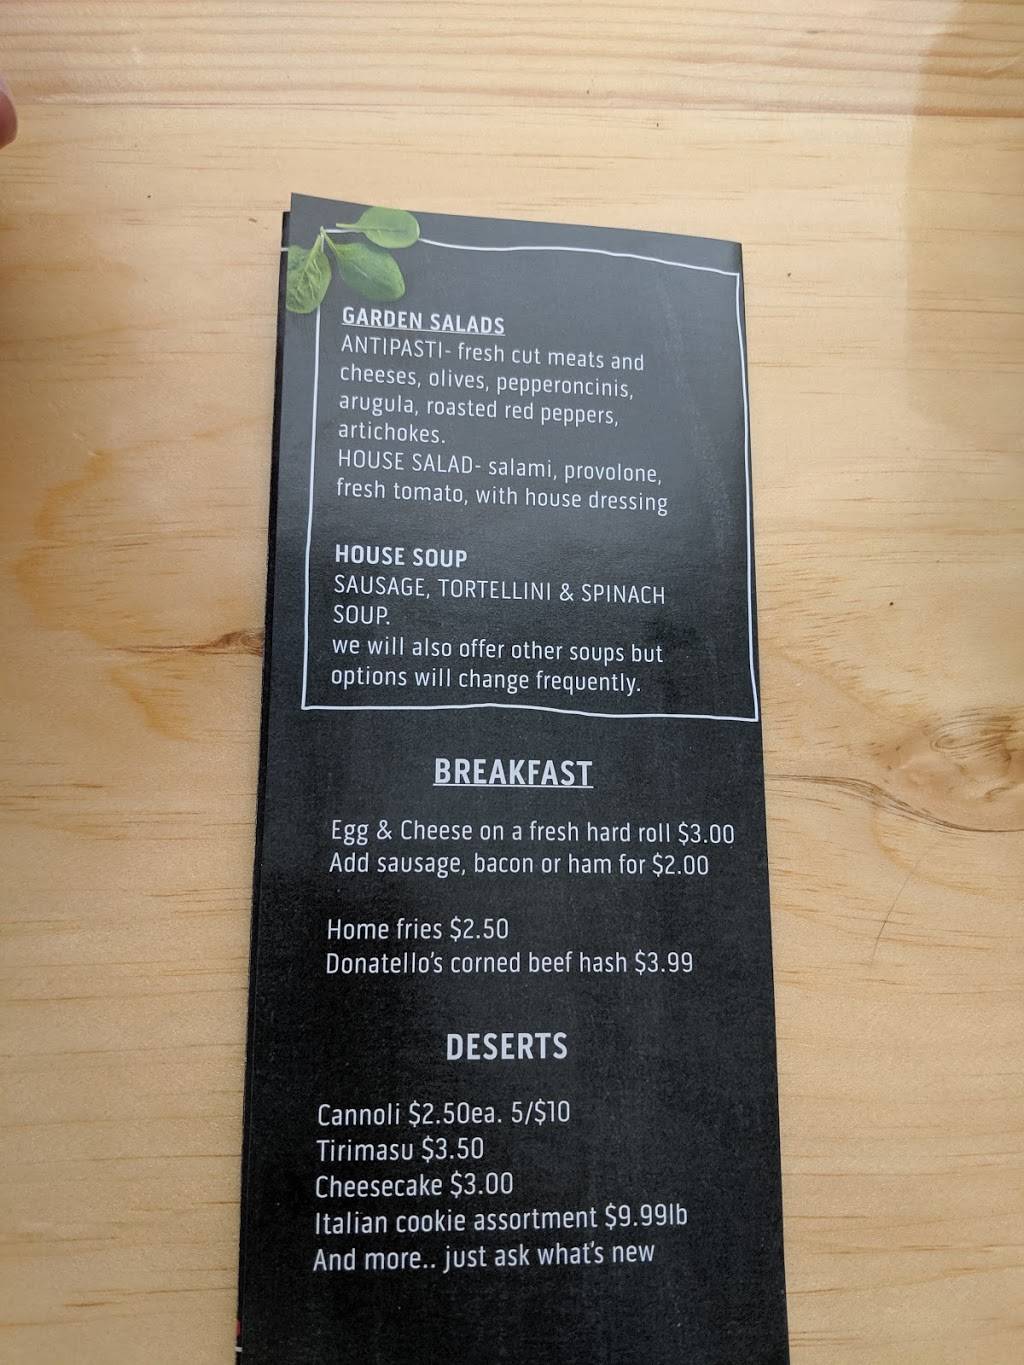 GARDEN SALADS
ANTIPASTI- fresh cut meats and
cheeses, olives, pepperoncinis,
arugula, roasted red peppers,
artichokes.
HOUSE SALAD- salami, provolone,
fresh tomato, with house dressing
HOUSE SOUP
SAUSAGE, TORTELLINI & SPINACH
SOUP.
we will also offer other soups but
options will change frequently.
BREAKFAST
Egg & Cheese on a fresh hard roll $3.00
Add sausage, bacon or ham for $2.00
Home fries $2.50
Donatello's corned beef hash $3.99
DESERTS
Cannoli $2.50ea. 5/$10
Tirimasu $3.50
Cheesecake $3.00
Italian cookie assortment $9.99lb
And more.. just ask what's new